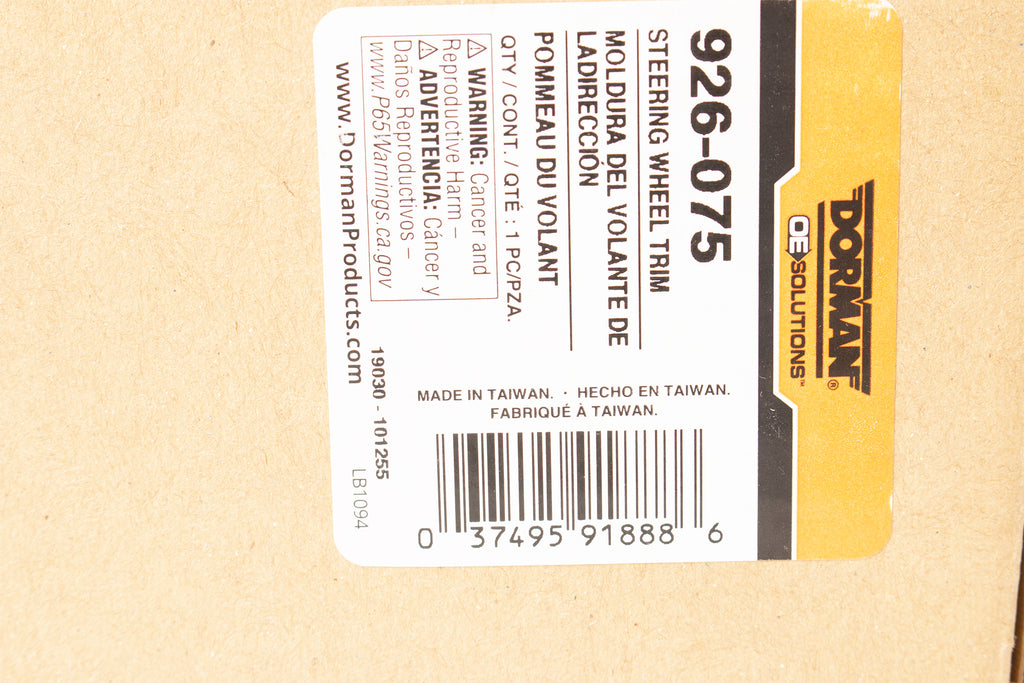 DORMAN®
OE SOLUTIONS™
926-075
STEERING WHEEL TRIM
MOLDURA DEL VOLANTE DE
LADIRECCIÓN
POMMEAU DU VOLANT
QTY / CONT. / QTÉ : 1 PC/PZA.
⚠ WARNING: Cancer and
Reproductive Harm –
⚠ ADVERTENCIA: Cáncer y
Daños Reproductivos –
www.P65Warnings.ca.gov
www.DormanProducts.com
19030 - 101255
LB1094
MADE IN TAIWAN. · HECHO EN TAIWAN.
FABRIQUÉ À TAIWAN.
0 37495 91888 6